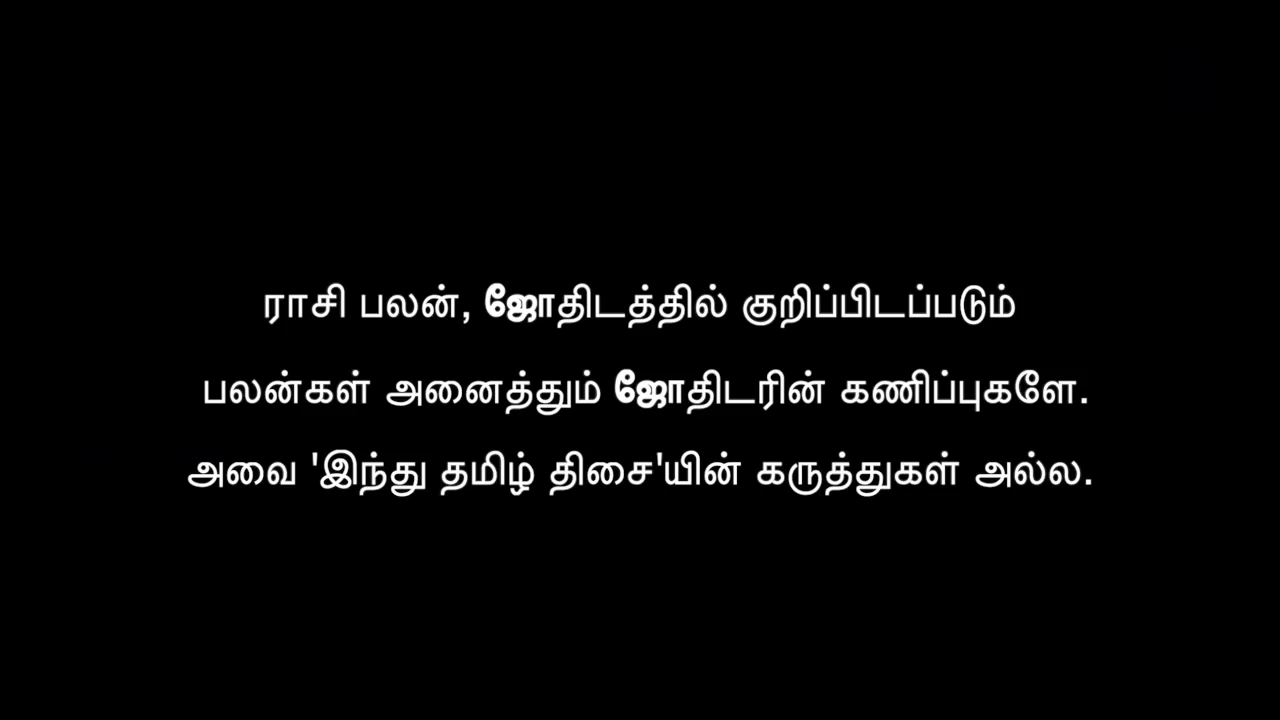 ராசி பலன், ஜோதிடத்தில் குறிப்பிடப்படும்
பலன்கள் அனைத்தும் ஜோதிடரின் கணிப்புகளே.
அவை 'இந்து தமிழ் திசை'யின் கருத்துகள் அல்ல.